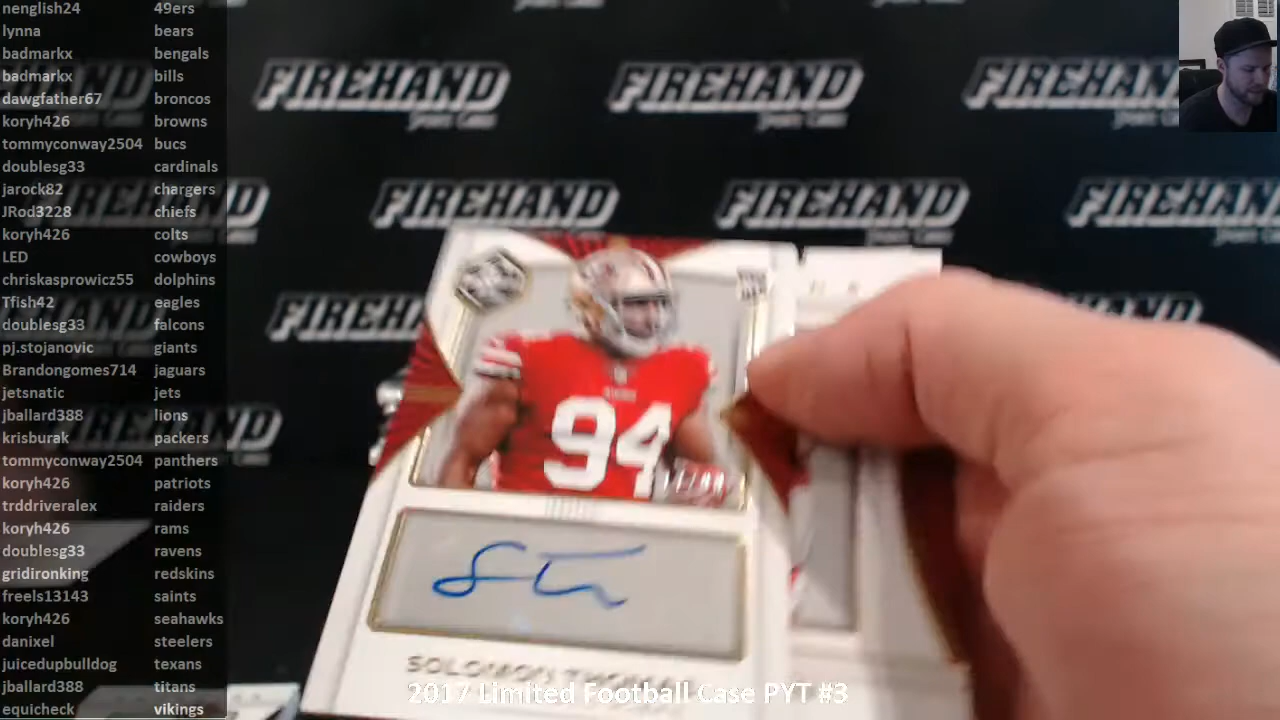 nenglish24 49ers
lynna bears
badmarkx bengals
badmarkx bills
dawgfather67 broncos
koryh426 browns
tommyconway2504 bucs
doublesg33 cardinals
jarock82 chargers
JRod3228 chiefs
koryh426 colts
LED cowboys
chriskasprowicz55 dolphins
Tfish42 eagles
doublesg33 falcons
pj.stojanovic giants
Brandongomes714 jaguars
jetsnatic jets
jballard388 lions
krisburak packers
tommyconway2504 panthers
koryh426 patriots
trddriveralex raiders
koryh426 rams
doublesg33 ravens
gridironking redskins
freels13143 saints
koryh426 seahawks
danixel steelers
juicedupbulldog texans
jballard388 titans
equicheck vikings
FIREHAND FIREHAND FIREHAND
FIREHAND FIREHAND FIREHAND FIREHAND
FIREHAND
FIREHAND
94
SOLOMON
2017 Limited Football Case PYT #3